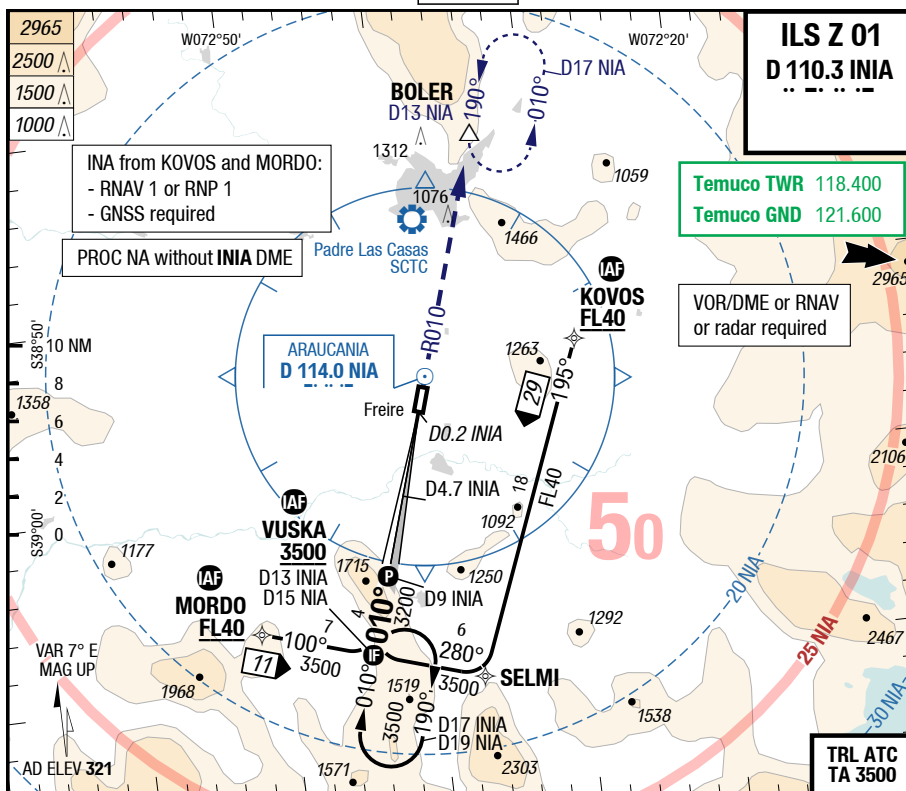 2965
2500
1500
1000
W072°50'
W072°20'
ILS Z 01
D 110.3 INIA
D17 NIA
190°
010°
BOLER
D13 NIA
1312
1059
INA from KOVOS and MORDO:
- RNAV 1 or RNP 1
- GNSS required
1076
Temuco TWR 118.400
Temuco GND 121.600
PROC NA without INIA DME
Padre Las Casas
SCTC
1466
2965
IAF
KOVOS
FL40
VOR/DME or RNAV
or radar required
R010
S38°50'
10 NM
8
6
4
2
0
S39°00'
ARAUCANIA
D 114.0 NIA
1263
29
195°
1358
Freire
D0.2 INIA
2106
D4.7 INIA
18
FL40
1092
50
IAF
VUSKA
3500
1177
1715
1250
D13 INIA
D15 NIA
P
D9 INIA
20 NIA
IAF
MORDO
FL40
4
010°
3200
1292
2467
7
100°
3500
11
IF
6
280°
3500
SELMI
25 NIA
VAR 7° E
MAG UP
1968
010°
1519
3500
190°
D17 INIA
D19 NIA
1538
30 NIA
2303
1571
AD ELEV 321
TRL ATC
TA 3500